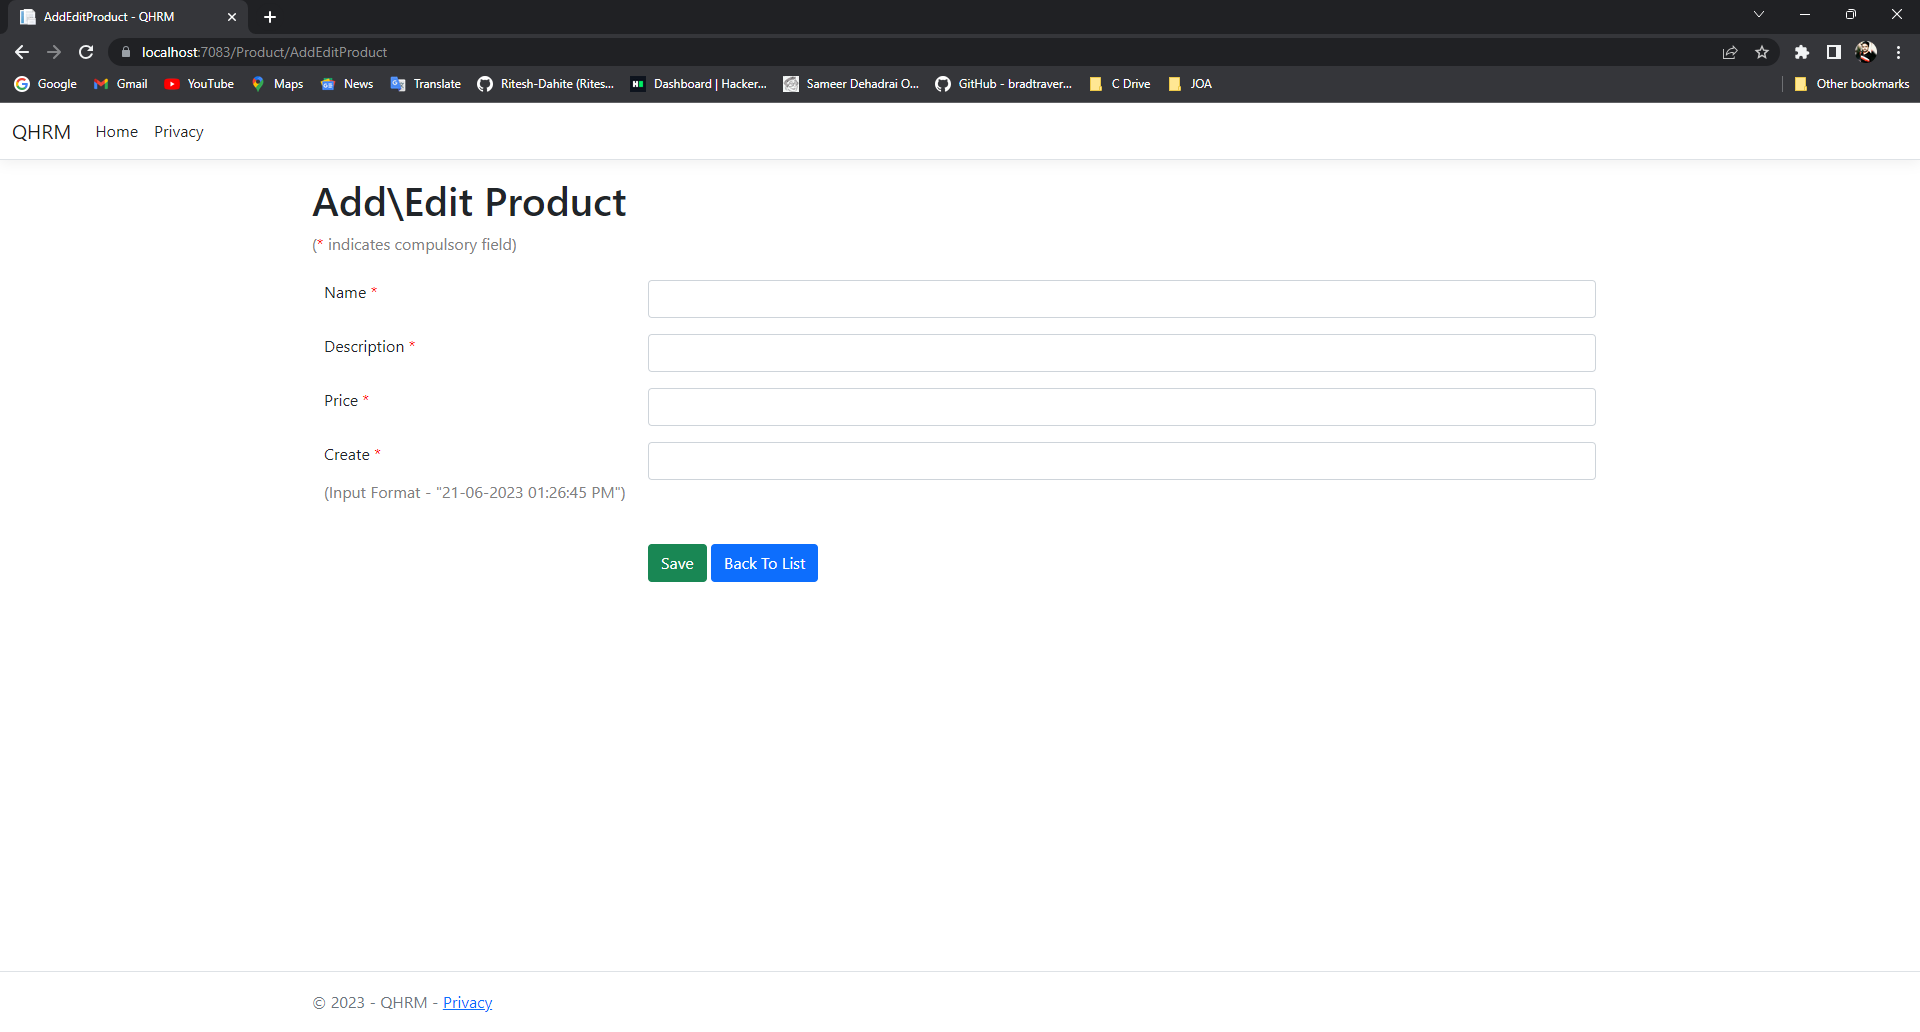 AddEditProduct - QHRM
localhost:7083/Product/AddEditProduct
Google Gmail YouTube Maps News Translate Ritesh-Dahite (Rites... Dashboard | Hacker... Sameer Dehadrai O... GitHub - bradtraver... C Drive JOA Other bookmarks
QHRM Home Privacy
Add\Edit Product
(* indicates compulsory field)
Name *
Description *
Price *
Create *
(Input Format - "21-06-2023 01:26:45 PM")
Save Back To List
© 2023 - QHRM - Privacy